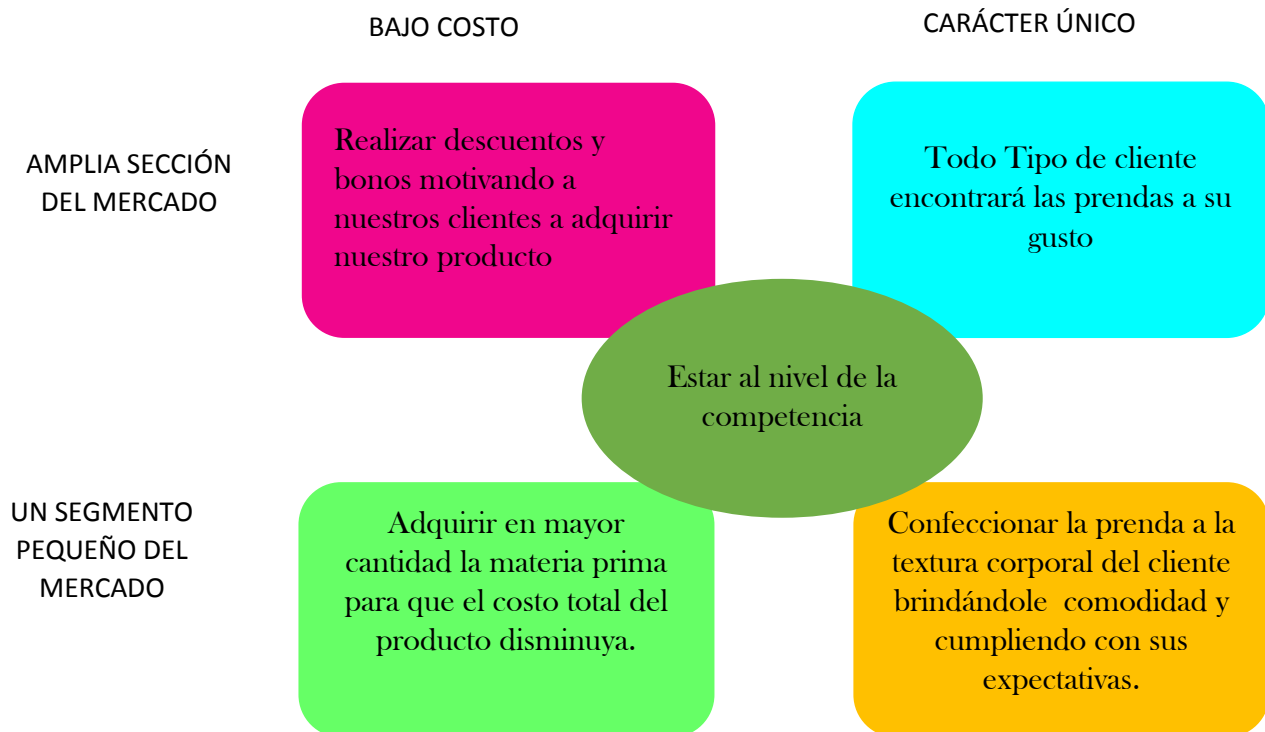 BAJO COSTO
CARÁCTER ÚNICO
AMPLIA SECCIÓN
DEL MERCADO
Realizar descuentos y
bonos motivando a
nuestros clientes a adquirir
nuestro producto
Todo Tipo de cliente
encontrará las prendas a su
gusto
Estar al nivel de la
competencia
UN SEGMENTO
PEQUEÑO DEL
MERCADO
Adquirir en mayor
cantidad la materia prima
para que el costo total del
producto disminuya.
Confeccionar la prenda a la
textura corporal del cliente
brindándole  comodidad y
cumpliendo con sus
expectativas.